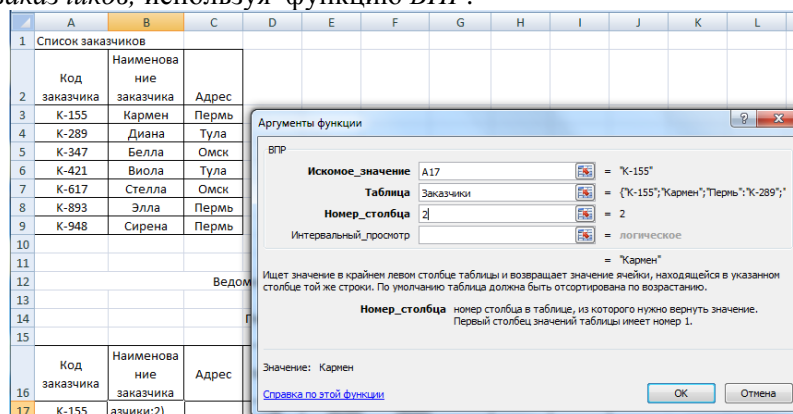 заказчиков, используя функцию ВПР.
A B C D E F G H I J K L
1 Список заказчиков
2 Код заказчика Наименование заказчика Адрес
3 К-155 Кармен Пермь
4 К-289 Диана Тула
5 К-347 Белла Омск
6 К-421 Виола Тула
7 К-617 Стелла Омск
8 К-893 Элла Пермь
9 К-948 Сирена Пермь
10
11
12 Ведом
13
14
15
16 Код заказчика Наименование заказчика Адрес
17 К-155 азчики;2)
Аргументы функции
ВПР
Искомое_значение A17 = "К-155"
Таблица Заказчики = {"К-155";"Кармен";"Пермь":"К-289";"
Номер_столбца 2 = 2
Интервальный_просмотр = логическое
= "Кармен"
Ищет значение в крайнем левом столбце таблицы и возвращает значение ячейки, находящейся в указанном
столбце той же строки. По умолчанию таблица должна быть отсортирована по возрастанию.
Номер_столбца номер столбца в таблице, из которого нужно вернуть значение.
Первый столбец значений таблицы имеет номер 1.
Значение: Кармен
Справка по этой функции
OK Отмена